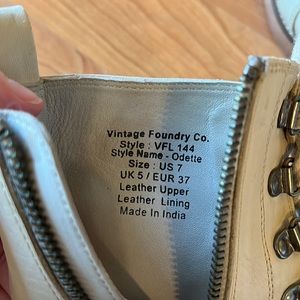 Vintage Foundry Co.
Style : VFL 144
Style Name - Odette
Size : US 7
UK 5 / EUR 37
Leather Upper
Leather Lining
Made In India